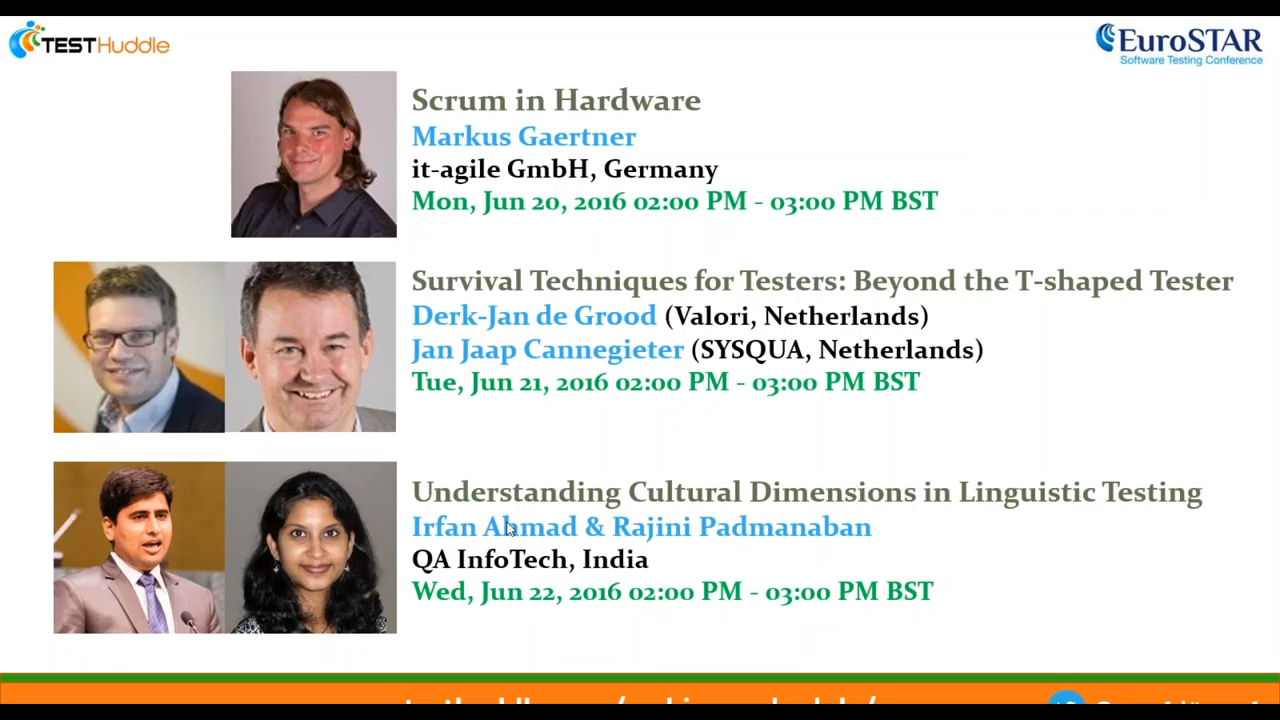 TESTHuddle
EuroSTAR
Software Testing Conference
Scrum in Hardware
Markus Gaertner
it-agile GmbH, Germany
Mon, Jun 20, 2016 02:00 PM - 03:00 PM BST
Survival Techniques for Testers: Beyond the T-shaped Tester
Derk-Jan de Grood (Valori, Netherlands)
Jan Jaap Cannegieter (SYSQUA, Netherlands)
Tue, Jun 21, 2016 02:00 PM - 03:00 PM BST
Understanding Cultural Dimensions in Linguistic Testing
Irfan Ahmad & Rajini Padmanaban
QA InfoTech, India
Wed, Jun 22, 2016 02:00 PM - 03:00 PM BST